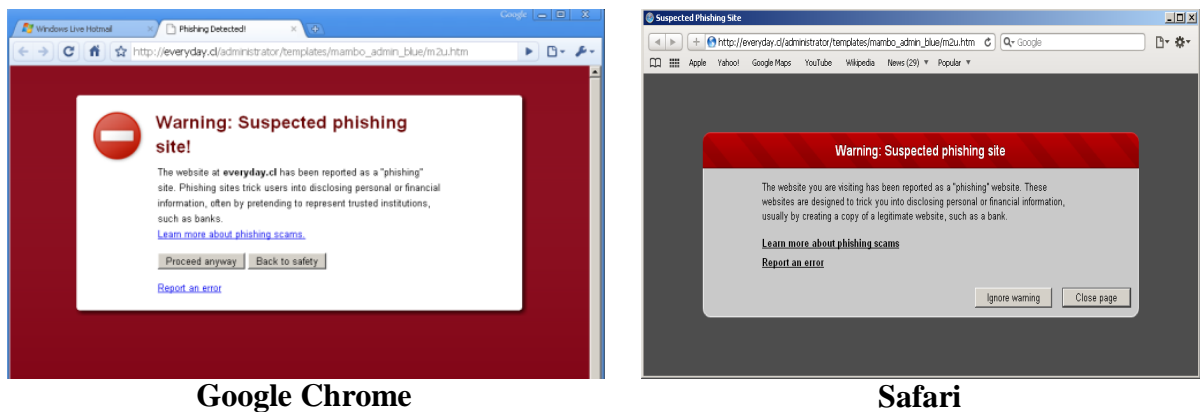 Google
Windows Live Hotmail
Phishing Detected!
http://everyday.cl/administrator/templates/mambo_admin_blue/m2u.htm
Warning: Suspected phishing
site!
The website at everyday.cl has been reported as a "phishing"
site. Phishing sites trick users into disclosing personal or financial
information, often by pretending to represent trusted institutions,
such as banks.
Learn more about phishing scams.
Proceed anyway
Back to safety
Report an error
Google Chrome
Suspected Phishing Site
http://everyday.cl/administrator/templates/mambo_admin_blue/m2u.htm
Q- Google
Apple Yahoo! Google Maps YouTube Wikipedia News (29) Popular
Warning: Suspected phishing site
The website you are visiting has been reported as a "phishing" website. These
websites are designed to trick you into disclosing personal or financial information,
usually by creating a copy of a legitimate website, such as a bank.
Learn more about phishing scams
Report an error
Ignore warning
Close page
Safari